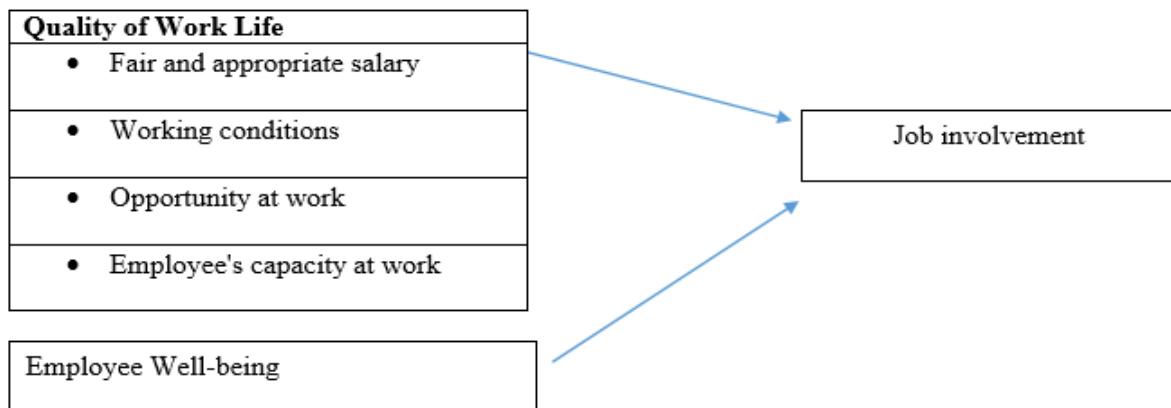 Quality of Work Life
• Fair and appropriate salary
• Working conditions
• Opportunity at work
• Employee's capacity at work
Job involvement
Employee Well-being